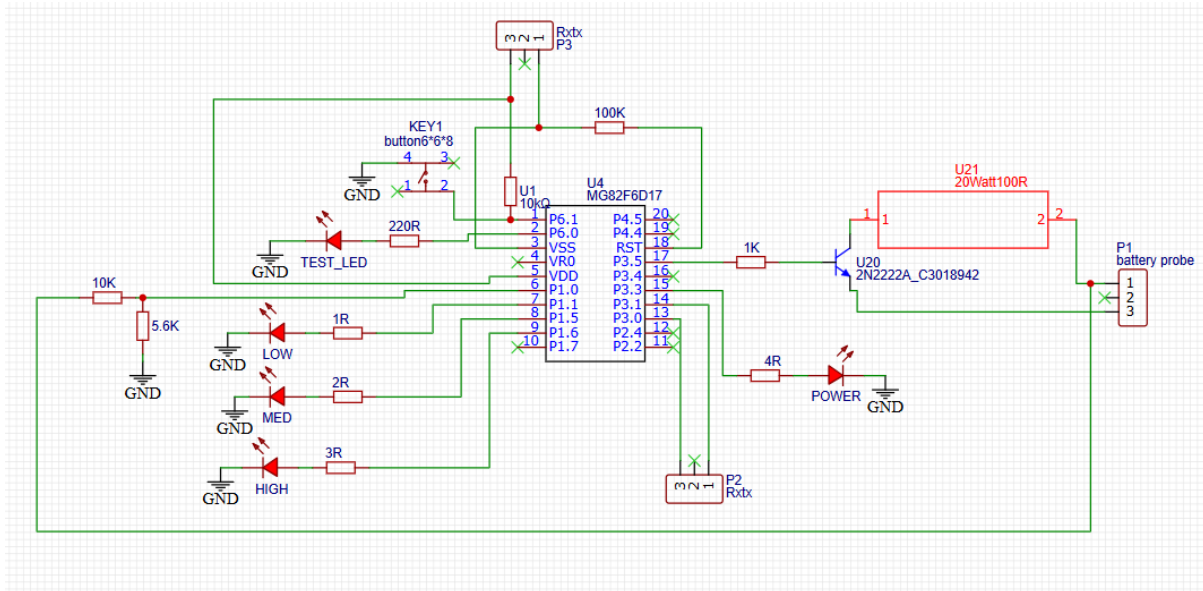 3 2 1
Rxtx
P3
100K
KEY1
button6*6*8
4 3
1 2
GND
U1
10kΩ
U4
MG82F6D17
1 P6.1
2 P6.0
3 VSS
4 VR0
5 VDD
6 P1.0
7 P1.1
8 P1.5
9 P1.6
10 P1.7
P4.5 20
P4.4 19
RST 18
P3.5 17
P3.4 16
P3.3 15
P3.1 14
P3.0 13
P2.4 12
P2.2 11
220R
TEST_LED
GND
10K
5.6K
GND
1R
LOW
GND
2R
MED
GND
3R
HIGH
GND
1K
U20
2N2222A_C3018942
U21
20Watt100R
1 1
2 2
P1
battery probe
1
2
3
4R
POWER
GND
3 2 1
P2
Rxtx